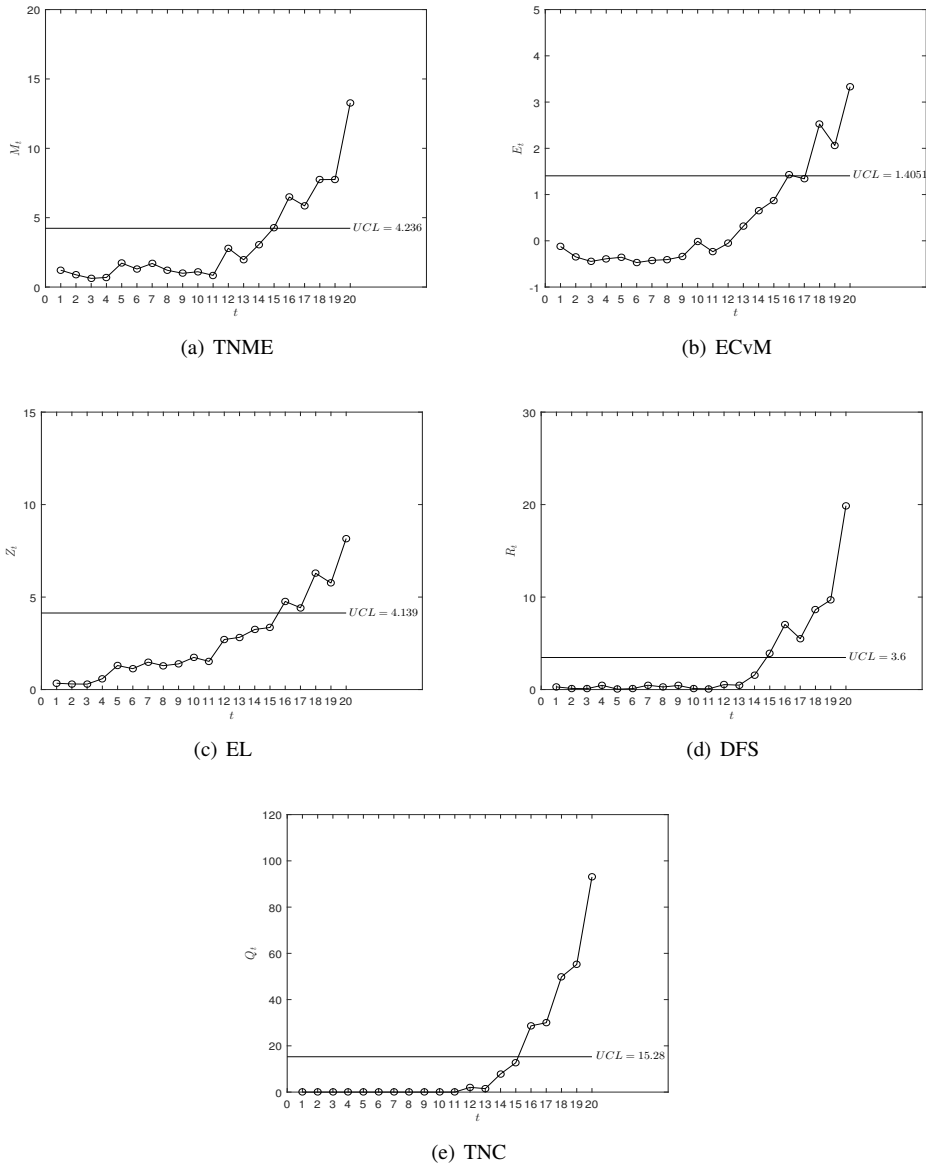 20
15
10
5
0
M_t
UCL = 4.236
0 1 2 3 4 5 6 7 8 9 10 11 12 13 14 15 16 17 18 19 20
t
(a) TNME
5
4
3
2
1
0
-1
E_t
UCL = 1.4051
0 1 2 3 4 5 6 7 8 9 10 11 12 13 14 15 16 17 18 19 20
t
(b) ECvM
15
10
5
0
Z_t
UCL = 4.139
0 1 2 3 4 5 6 7 8 9 10 11 12 13 14 15 16 17 18 19 20
t
(c) EL
30
20
10
0
R_t
UCL = 3.6
0 1 2 3 4 5 6 7 8 9 10 11 12 13 14 15 16 17 18 19 20
t
(d) DFS
120
100
80
60
40
20
0
Q_t
UCL = 15.28
0 1 2 3 4 5 6 7 8 9 10 11 12 13 14 15 16 17 18 19 20
t
(e) TNC